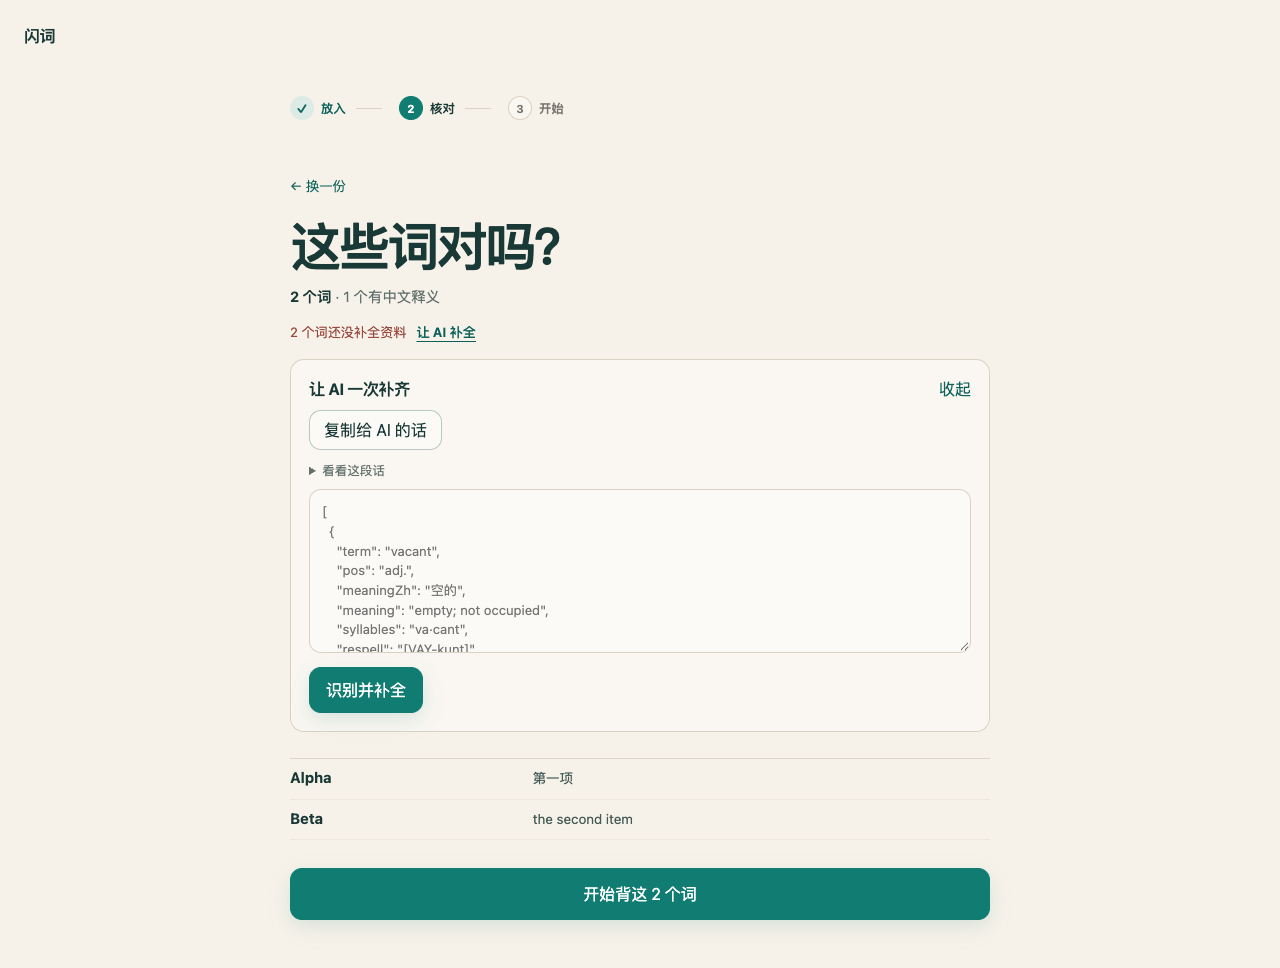 闪词
放入
2 核对
3 开始
← 换一份
这些词对吗?
2 个词 · 1 个有中文释义
2 个词还没补全资料 让 AI 补全
让 AI 一次补齐 收起
复制给 AI 的话
看看这段话
[
{
"term": "vacant",
"pos": "adj.",
"meaningZh": "空的",
"meaning": "empty; not occupied",
"syllables": "va·cant",
"respell": "[VAY-kunt]"
识别并补全
Alpha 第一项
Beta the second item
开始背这 2 个词